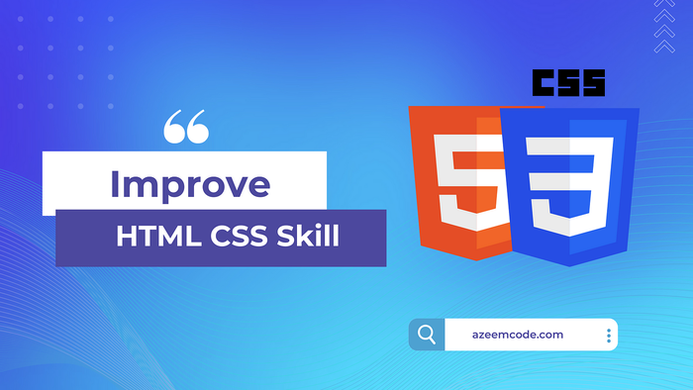 “
Improve
HTML CSS Skill
CSS
5
3
azeemcode.com